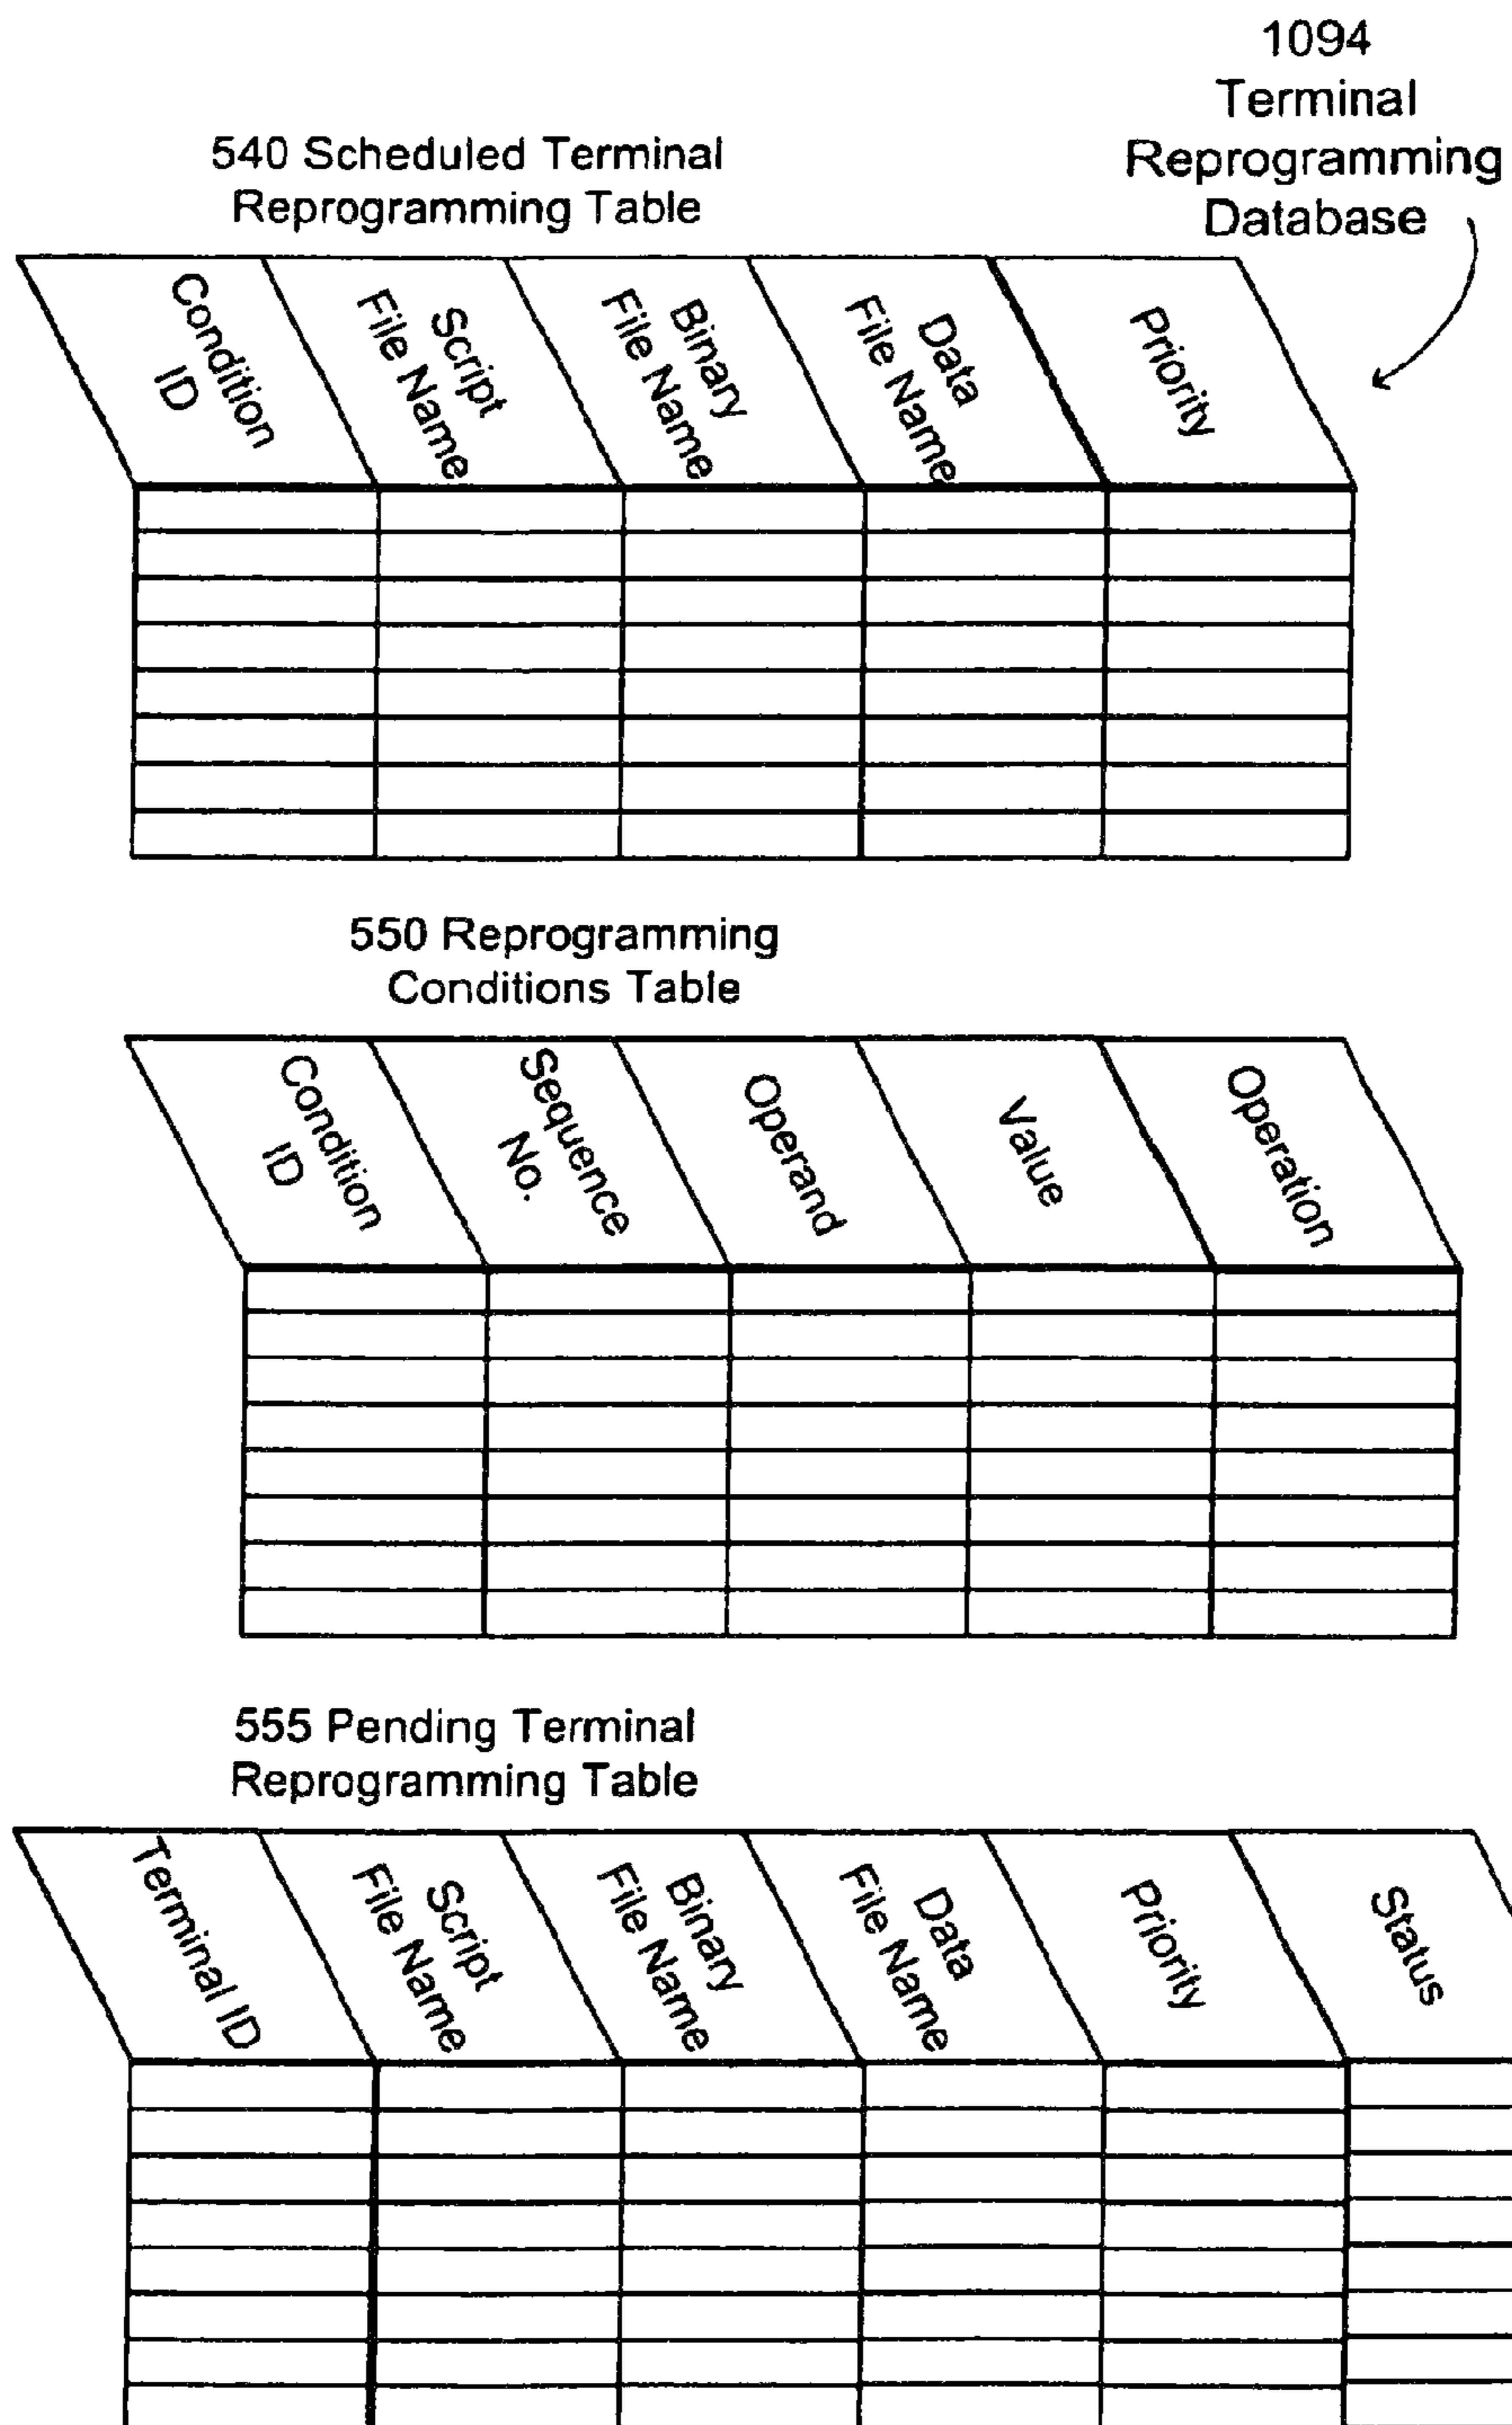 1094
Terminal
Reprogramming
Database
540 Scheduled Terminal
Reprogramming Table
Condition
ID
Script
File Name
Binary
File Name
Data
File Name
Priority
550 Reprogramming
Conditions Table
Condition
ID
Sequence
No.
Operand
Value
Operation
555 Pending Terminal
Reprogramming Table
Terminal ID
Script
File Name
Binary
File Name
Data
File Name
Priority
Status